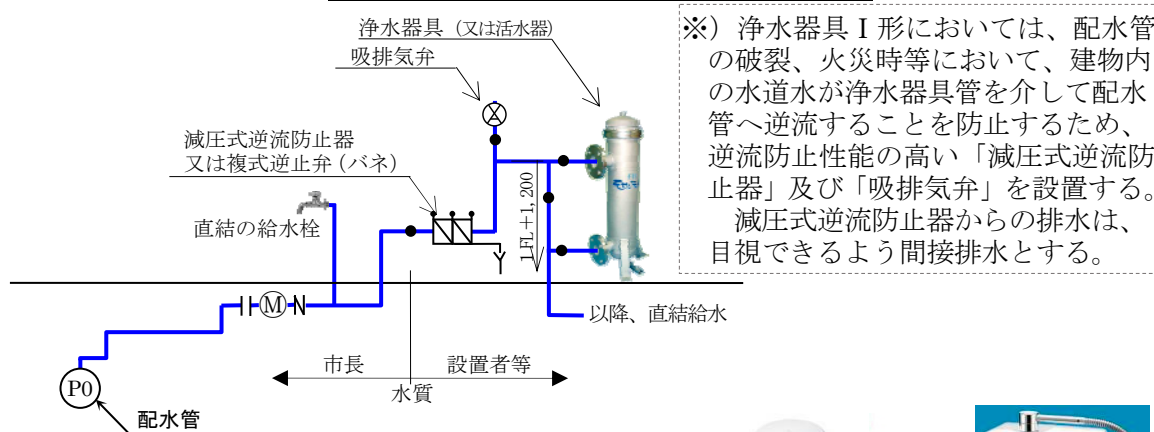 浄水器具（又は活水器）
吸排気弁
減圧式逆流防止器
又は複式逆止弁（バネ）
直結の給水栓
1FL＋1,200
M
以降、直結給水
市長
設置者等
水質
P0
配水管
※）浄水器具Ⅰ形においては、配水管
の破裂、火災時等において、建物内
の水道水が浄水器具管を介して配水
管へ逆流することを防止するため、
逆流防止性能の高い「減圧式逆流防
止器」及び「吸排気弁」を設置する。
減圧式逆流防止器からの排水は、
目視できるよう間接排水とする。